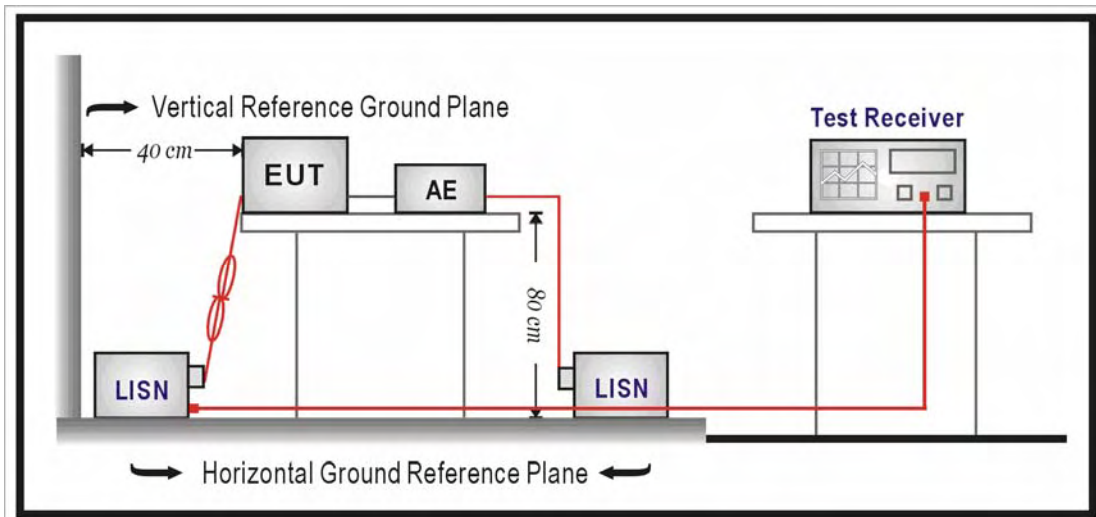 Vertical Reference Ground Plane
Test Receiver
40 cm
EUT
AE
80 cm
LISN
LISN
Horizontal Ground Reference Plane